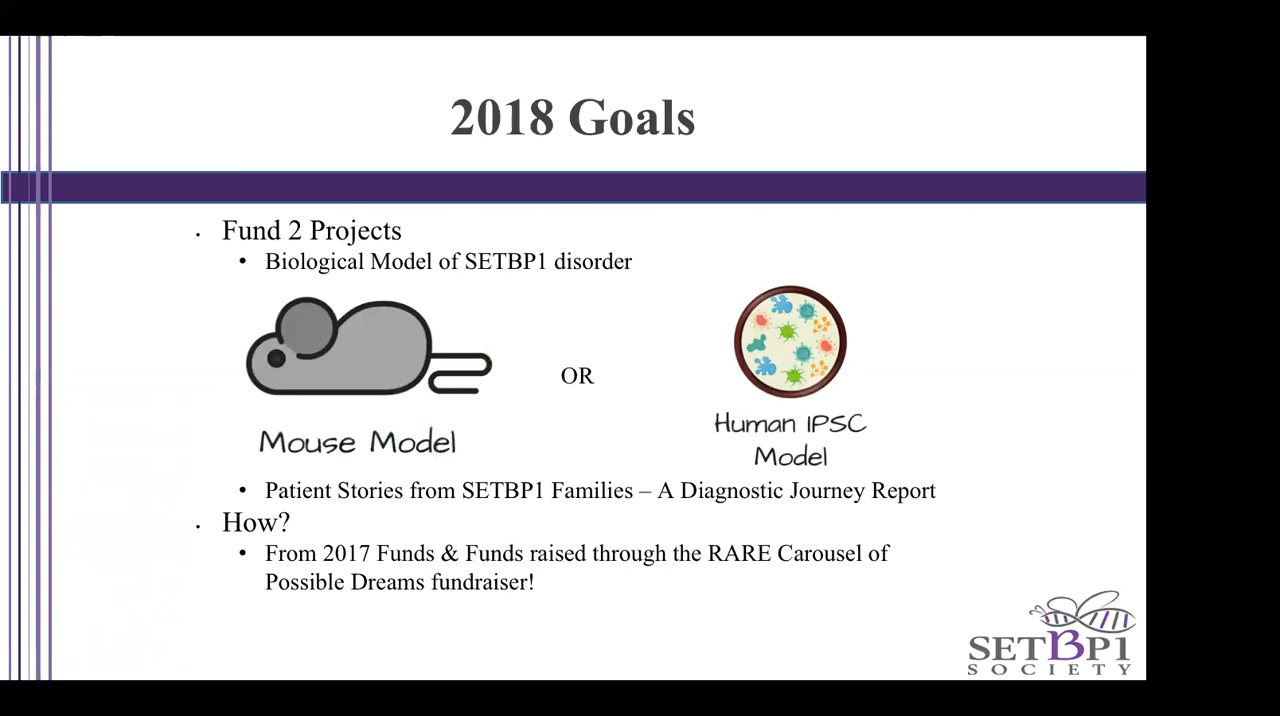 2018 Goals
• Fund 2 Projects
• Biological Model of SETBP1 disorder
OR
Mouse Model
Human IPSC
Model
• Patient Stories from SETBP1 Families – A Diagnostic Journey Report
• How?
• From 2017 Funds & Funds raised through the RARE Carousel of
Possible Dreams fundraiser!
SETBP1
SOCIETY